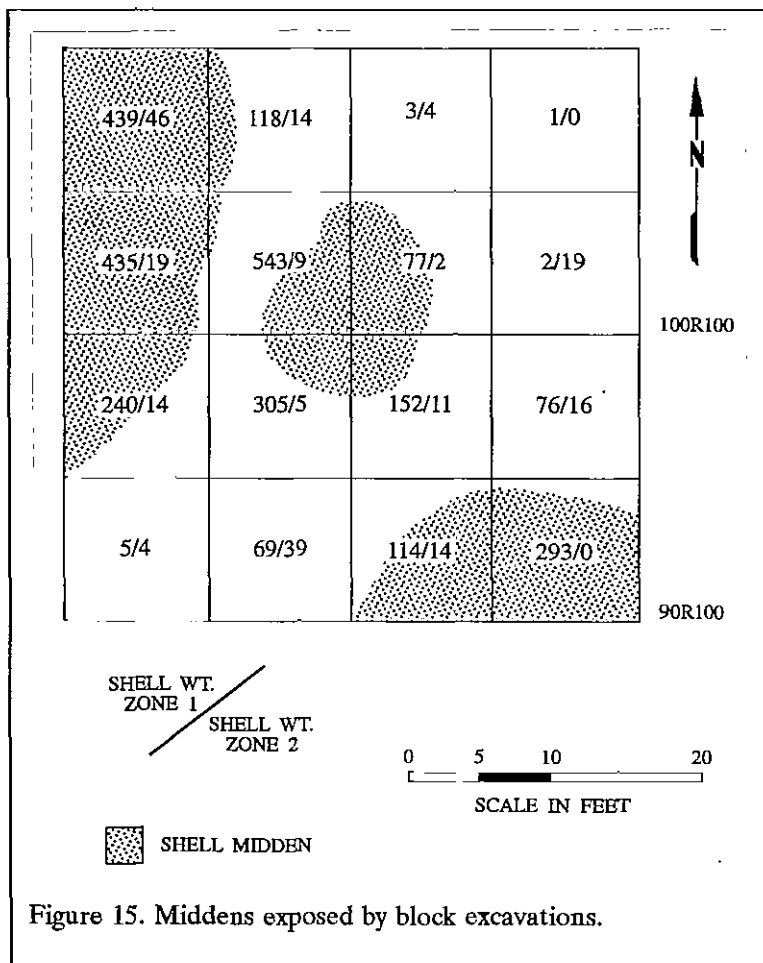 439/46 118/14 3/4 1/0
N
435/19 543/9 77/2 2/19
100R100
240/14 305/5 152/11 76/16
5/4 69/39 114/14 293/0
90R100
SHELL WT.
ZONE 1
SHELL WT.
ZONE 2
0 5 10 20
SCALE IN FEET
SHELL MIDDEN
Figure 15. Middens exposed by block excavations.